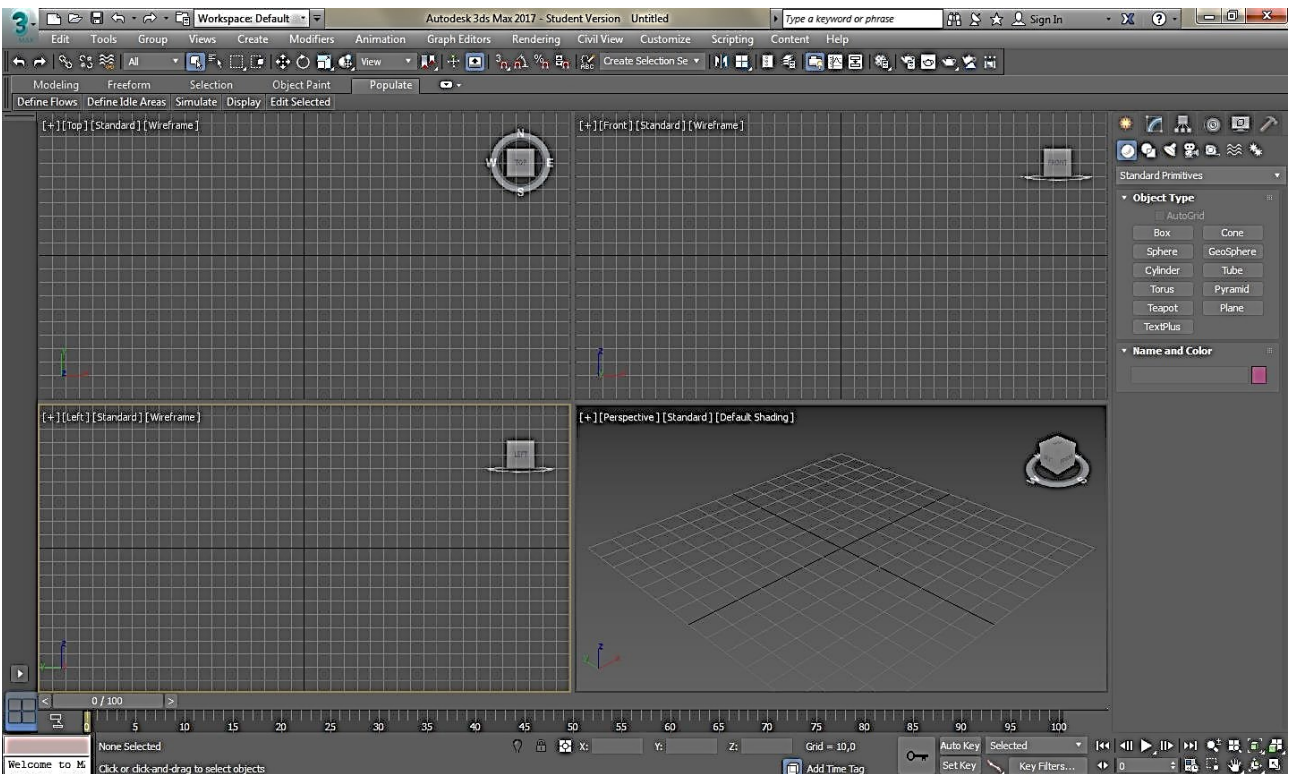 3
MAX
Workspace: Default
Autodesk 3ds Max 2017 - Student Version Untitled
Type a keyword or phrase
Sign In
Edit Tools Group Views Create Modifiers Animation Graph Editors Rendering Civil View Customize Scripting Content Help
All
View
Create Selection Se
Modeling Freeform Selection Object Paint Populate
Define Flows Define Idle Areas Simulate Display Edit Selected
[+] [Top] [Standard] [Wireframe]
N
W TOP E
S
[+] [Front] [Standard] [Wireframe]
FRONT
Standard Primitives
Object Type
AutoGrid
Box Cone
Sphere GeoSphere
Cylinder Tube
Torus Pyramid
Teapot Plane
TextPlus
Name and Color
[+] [Left] [Standard] [Wireframe]
LEFT
[+] [Perspective] [Standard] [Default Shading]
< 0 / 100 >
0 5 10 15 20 25 30 35 40 45 50 55 60 65 70 75 80 85 90 95 100
None Selected
X: Y: Z:
Grid = 10,0
Auto Key Selected
Welcome to M
Click or click-and-drag to select objects
Add Time Tag
Set Key Key Filters...
0